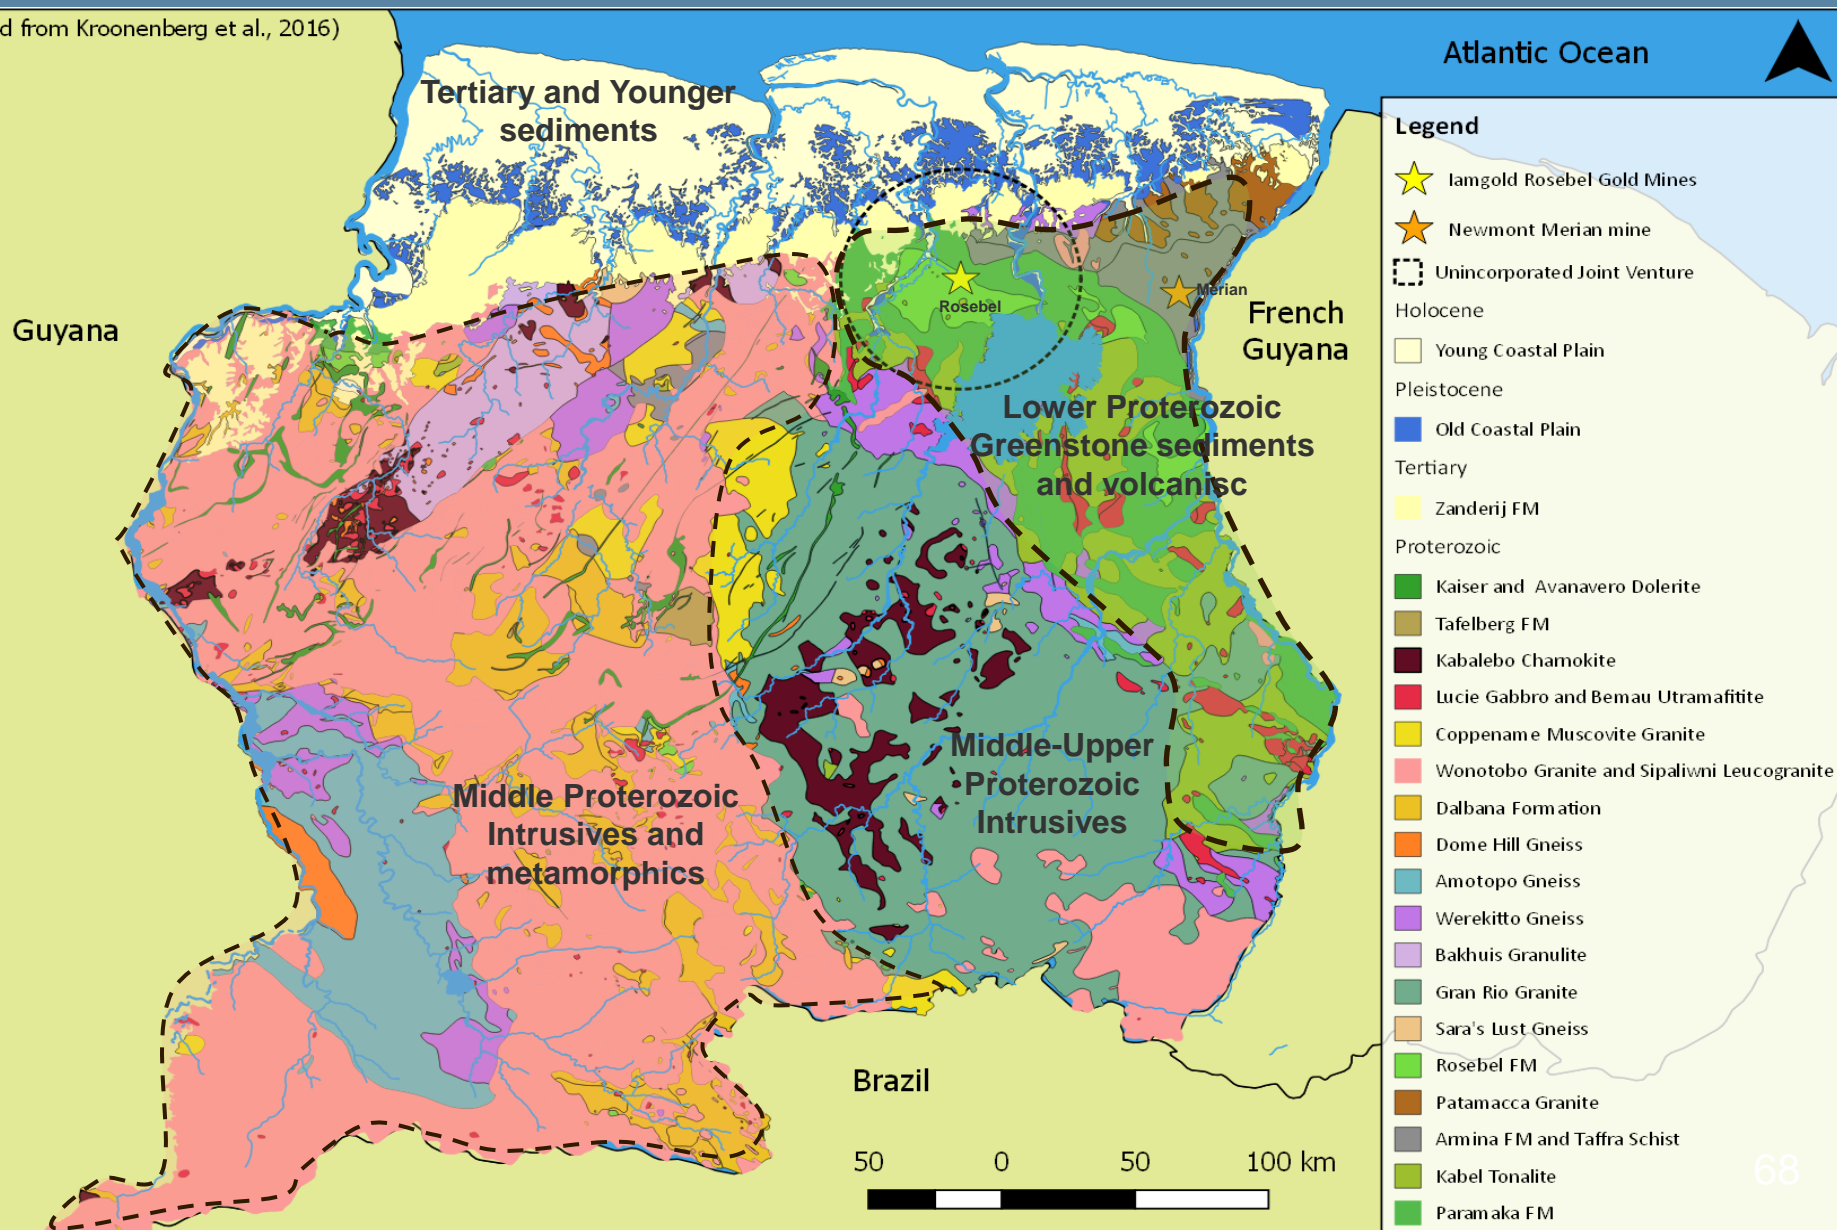 d from Kroonenberg et al., 2016)
Atlantic Ocean
Tertiary and Younger
sediments
Guyana
Rosebel
Merian
French
Guyana
Lower Proterozoic
Greenstone sediments
and volcanisc
Middle-Upper
Proterozoic
Intrusives
Middle Proterozoic
Intrusives and
metamorphics
Brazil
50 0 50 100 km
Legend
Iamgold Rosebel Gold Mines
Newmont Merian mine
Unincorporated Joint Venture
Holocene
Young Coastal Plain
Pleistocene
Old Coastal Plain
Tertiary
Zanderij FM
Proterozoic
Kaiser and Avanavero Dolerite
Tafelberg FM
Kabalebo Charnokite
Lucie Gabbro and Bemau Utramafitite
Coppename Muscovite Granite
Wonotobo Granite and Sipaliwni Leucogranite
Dalbana Formation
Dome Hill Gneiss
Amotopo Gneiss
Werekitto Gneiss
Bakhuis Granulite
Gran Rio Granite
Sara's Lust Gneiss
Rosebel FM
Patamacca Granite
Armina FM and Taffra Schist
Kabel Tonalite
Paramaka FM
68